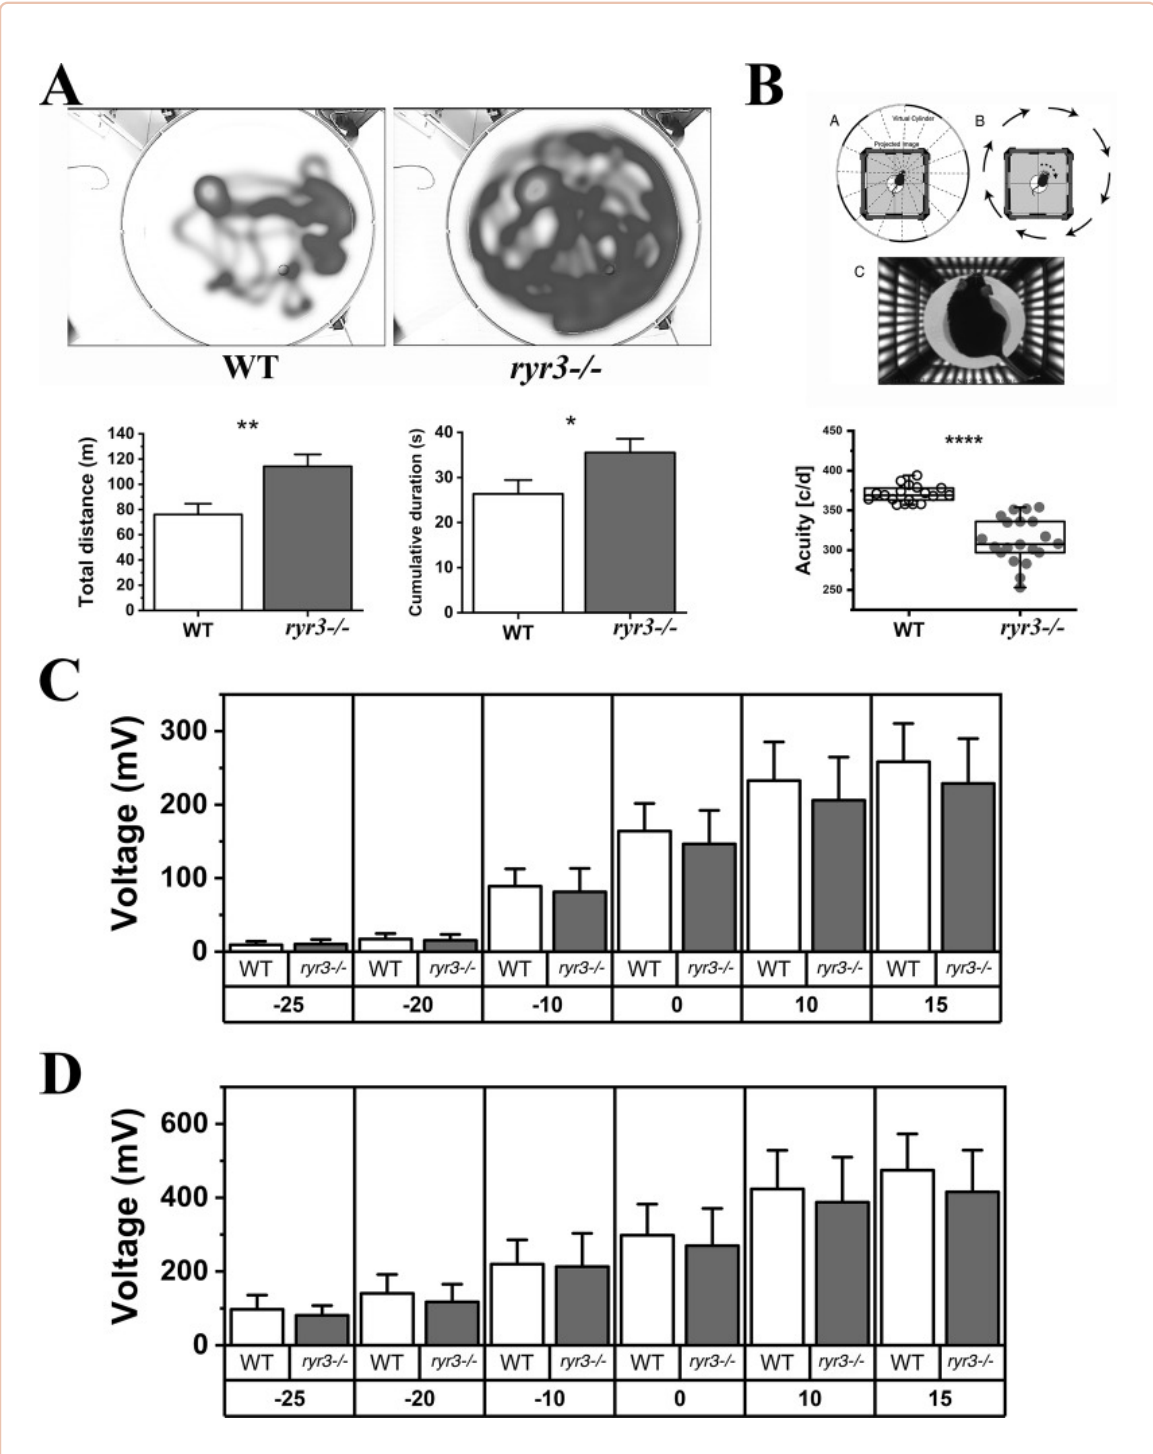 A
WT
ryr3-/-
Total distance (m)
140
120
100
80
60
40
20
0
**
WT
ryr3-/-
Cumulative duration (s)
40
30
20
10
0
*
WT
ryr3-/-
B
A
Virtual Cylinder
Projected Image
B
C
Acuity [c/d]
450
400
350
300
250
****
WT
ryr3-/-
C
Voltage (mV)
300
200
100
0
WT ryr3-/- WT ryr3-/- WT ryr3-/- WT ryr3-/- WT ryr3-/- WT ryr3-/-
-25 -20 -10 0 10 15
D
Voltage (mV)
600
400
200
0
WT ryr3-/- WT ryr3-/- WT ryr3-/- WT ryr3-/- WT ryr3-/- WT ryr3-/-
-25 -20 -10 0 10 15